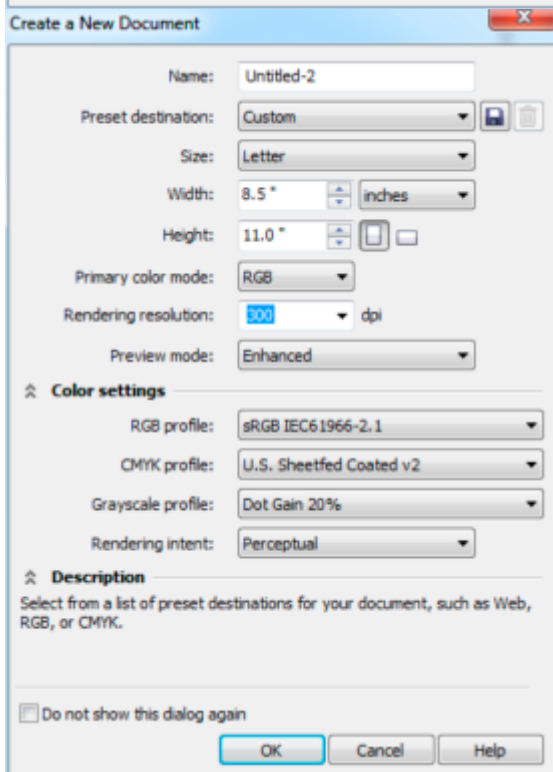 Create a New Document
Name: Untitled-2
Preset destination: Custom
Size: Letter
Width: 8.5 " inches
Height: 11.0 "
Primary color mode: RGB
Rendering resolution: 300 dpi
Preview mode: Enhanced
Color settings
RGB profile: sRGB IEC61966-2.1
CMYK profile: U.S. Sheetfed Coated v2
Grayscale profile: Dot Gain 20%
Rendering intent: Perceptual
Description
Select from a list of preset destinations for your document, such as Web,
RGB, or CMYK.
Do not show this dialog again
OK Cancel Help